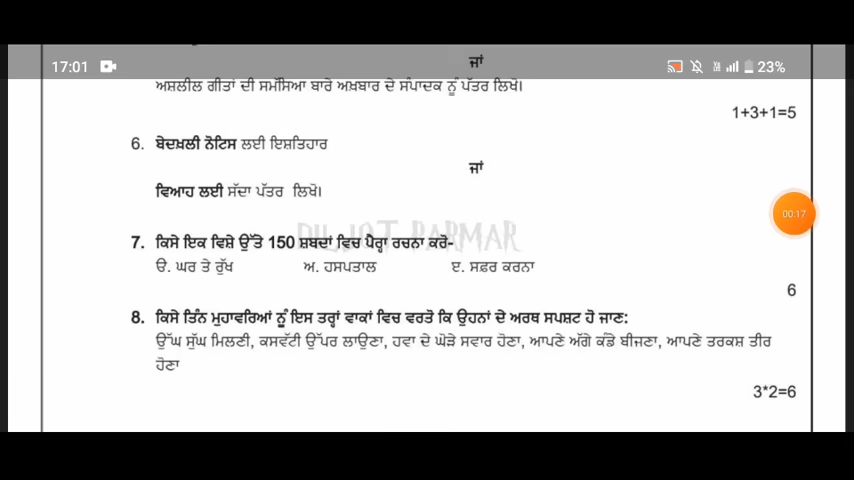 17:01 23%
ਜਾਂ
ਅਸ਼ਲੀਲ ਗੀਤਾਂ ਦੀ ਸਮੱਸਿਆ ਬਾਰੇ ਅਖ਼ਬਾਰ ਦੇ ਸੰਪਾਦਕ ਨੂੰ ਪੱਤਰ ਲਿਖੋ।
1+3+1=5
6. ਬੇਦਖ਼ਲੀ ਨੋਟਿਸ ਲਈ ਇਸ਼ਤਿਹਾਰ
ਜਾਂ
ਵਿਆਹ ਲਈ ਸੱਦਾ ਪੱਤਰ ਲਿਖੋ।
00:17
DILJOT PARMAR
7. ਕਿਸੇ ਇਕ ਵਿਸ਼ੇ ਉੱਤੇ 150 ਸ਼ਬਦਾਂ ਵਿਚ ਪੈਰ੍ਹਾ ਰਚਨਾ ਕਰੋ-
ੳ. ਘਰ ਤੇ ਰੁੱਖ ਅ. ਹਸਪਤਾਲ ੲ. ਸਫ਼ਰ ਕਰਨਾ
6
8. ਕਿਸੇ ਤਿੰਨ ਮੁਹਾਵਰਿਆਂ ਨੂੰ ਇਸ ਤਰ੍ਹਾਂ ਵਾਕਾਂ ਵਿਚ ਵਰਤੋ ਕਿ ਉਹਨਾਂ ਦੇ ਅਰਥ ਸਪਸ਼ਟ ਹੋ ਜਾਣ:
ਉੱਘ ਸੁੱਘ ਮਿਲਣੀ, ਕਸਵੱਟੀ ਉੱਪਰ ਲਾਉਣਾ, ਹਵਾ ਦੇ ਘੋੜੇ ਸਵਾਰ ਹੋਣਾ, ਆਪਣੇ ਅੱਗੇ ਕੰਡੇ ਬੀਜਣਾ, ਆਪਣੇ ਤਰਕਸ਼ ਤੀਰ
ਹੋਣਾ
3*2=6